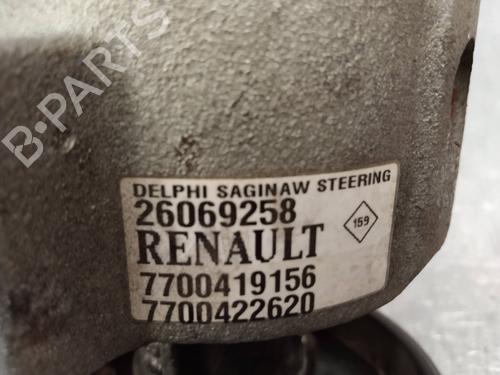 B-PARTS
DELPHI SAGINAW STEERING
26069258
159
RENAULT
7700419156
7700422620